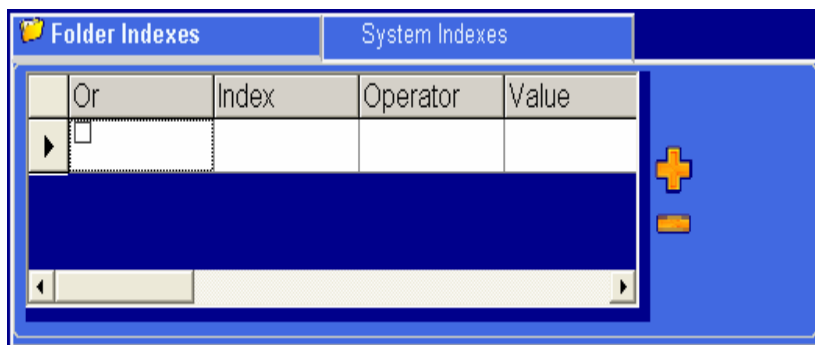 Folder Indexes System Indexes
Or Index Operator Value